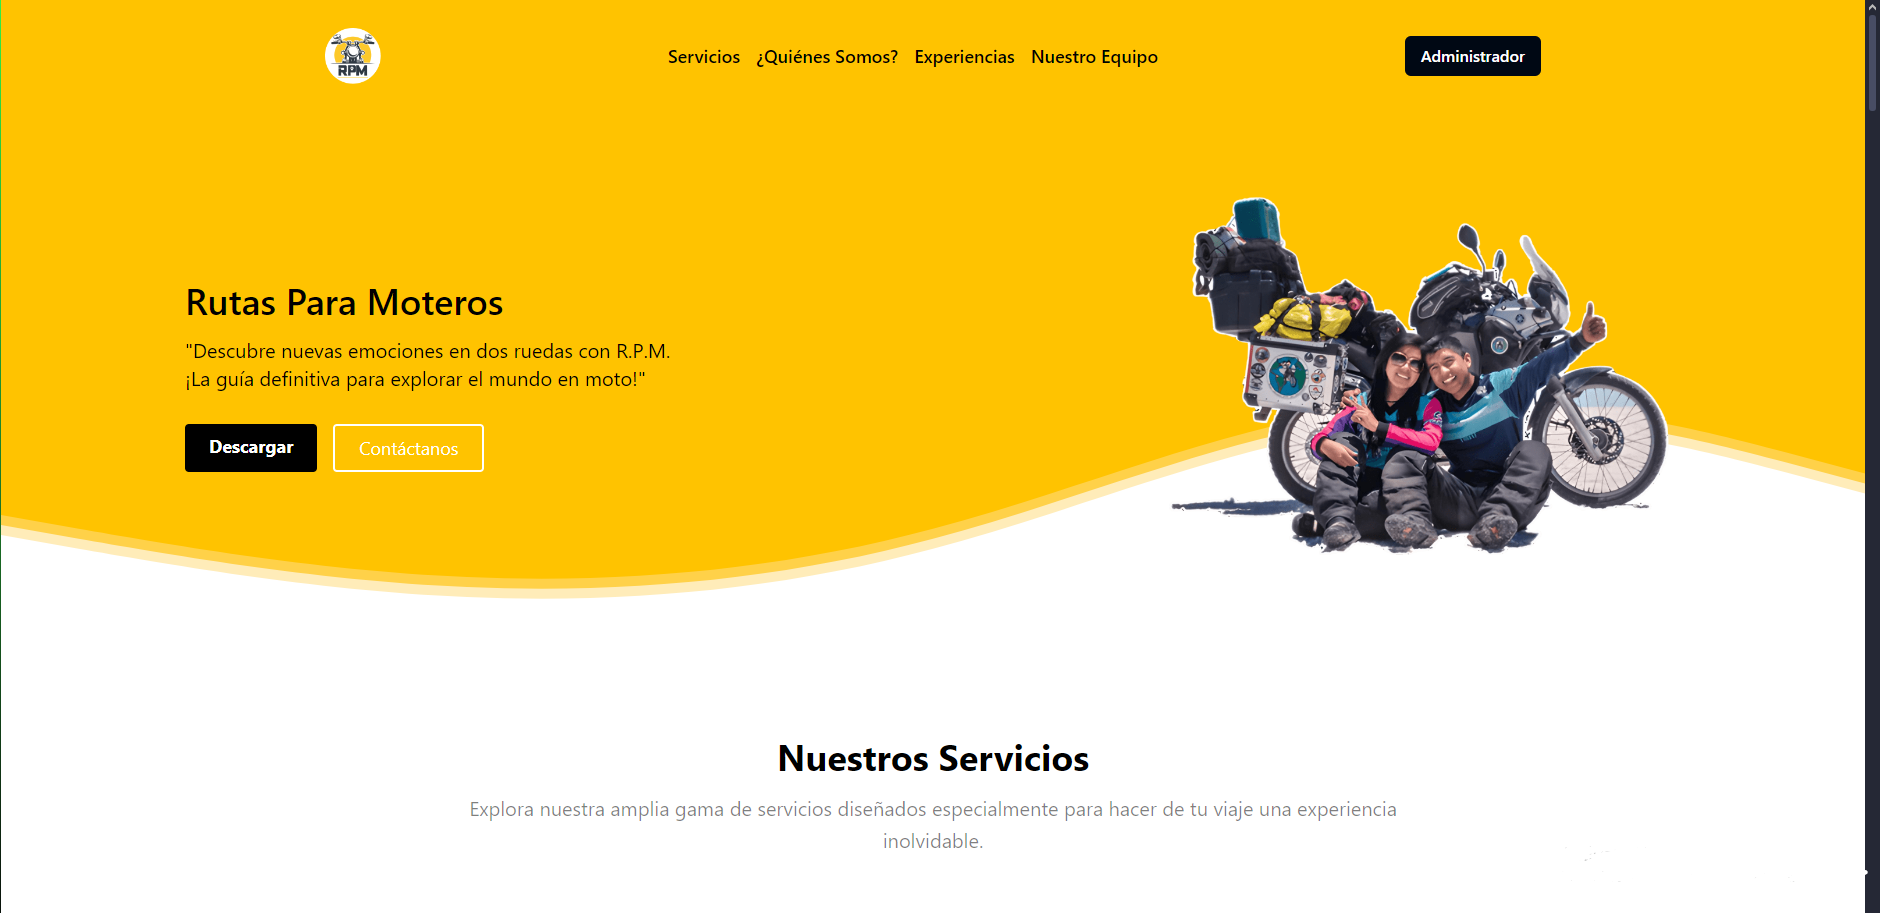 RPM
Servicios ¿Quiénes Somos? Experiencias Nuestro Equipo
Administrador
Rutas Para Moteros
"Descubre nuevas emociones en dos ruedas con R.P.M.
¡La guía definitiva para explorar el mundo en moto!"
Descargar
Contáctanos
Nuestros Servicios
Explora nuestra amplia gama de servicios diseñados especialmente para hacer de tu viaje una experiencia
inolvidable.